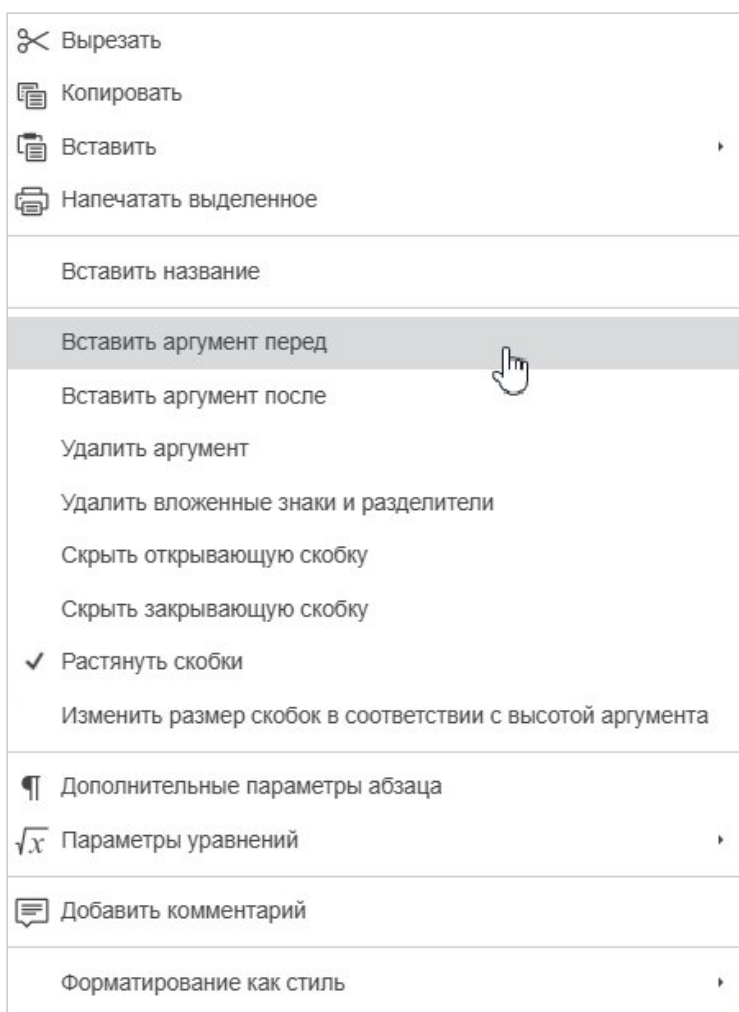 Вырезать
Копировать
Вставить
Напечатать выделенное
Вставить название
Вставить аргумент перед
Вставить аргумент после
Удалить аргумент
Удалить вложенные знаки и разделители
Скрыть открывающую скобку
Скрыть закрывающую скобку
Растянуть скобки
Изменить размер скобок в соответствии с высотой аргумента
¶ Дополнительные параметры абзаца
√x Параметры уравнений
Добавить комментарий
Форматирование как стиль